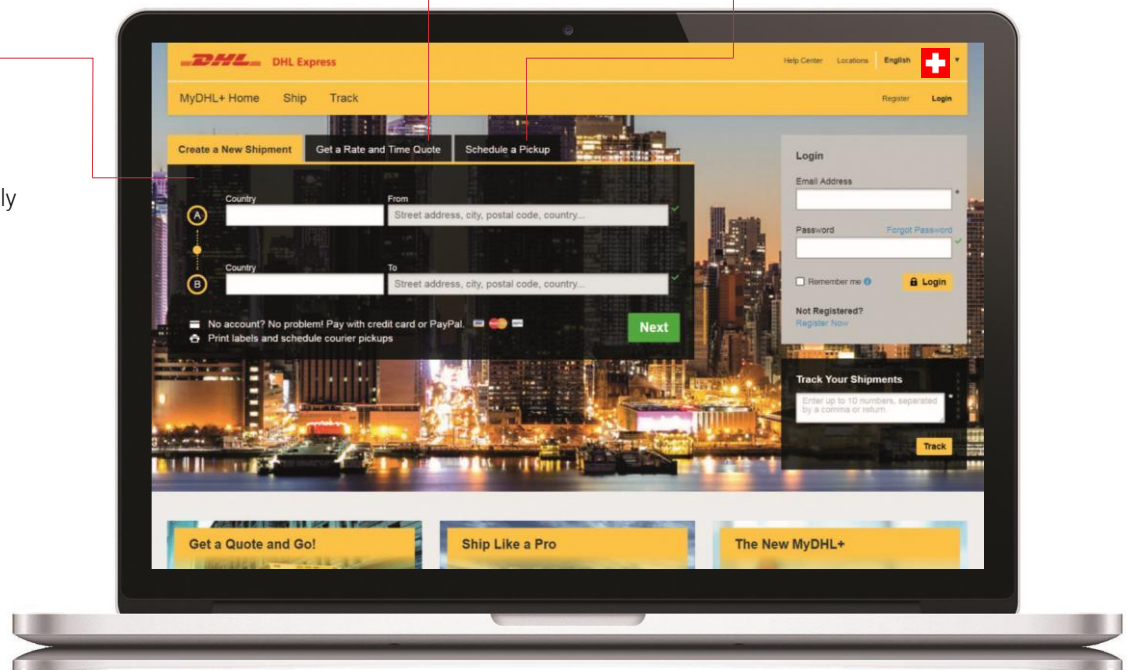 ly
DHL DHL Express
Help Center Locations English
MyDHL+ Home Ship Track
Register Login
Create a New Shipment Get a Rate and Time Quote Schedule a Pickup
Country From
A Street address, city, postal code, country...
Country To
B Street address, city, postal code, country...
No account? No problem! Pay with credit card or PayPal.
Print labels and schedule courier pickups
Next
Login
Email Address
*
Password Forgot Password
Remember me
Login
Not Registered?
Register Now
Track Your Shipments
Enter up to 10 numbers, separated
by a comma or return
*
Track
Get a Quote and Go! Ship Like a Pro The New MyDHL+